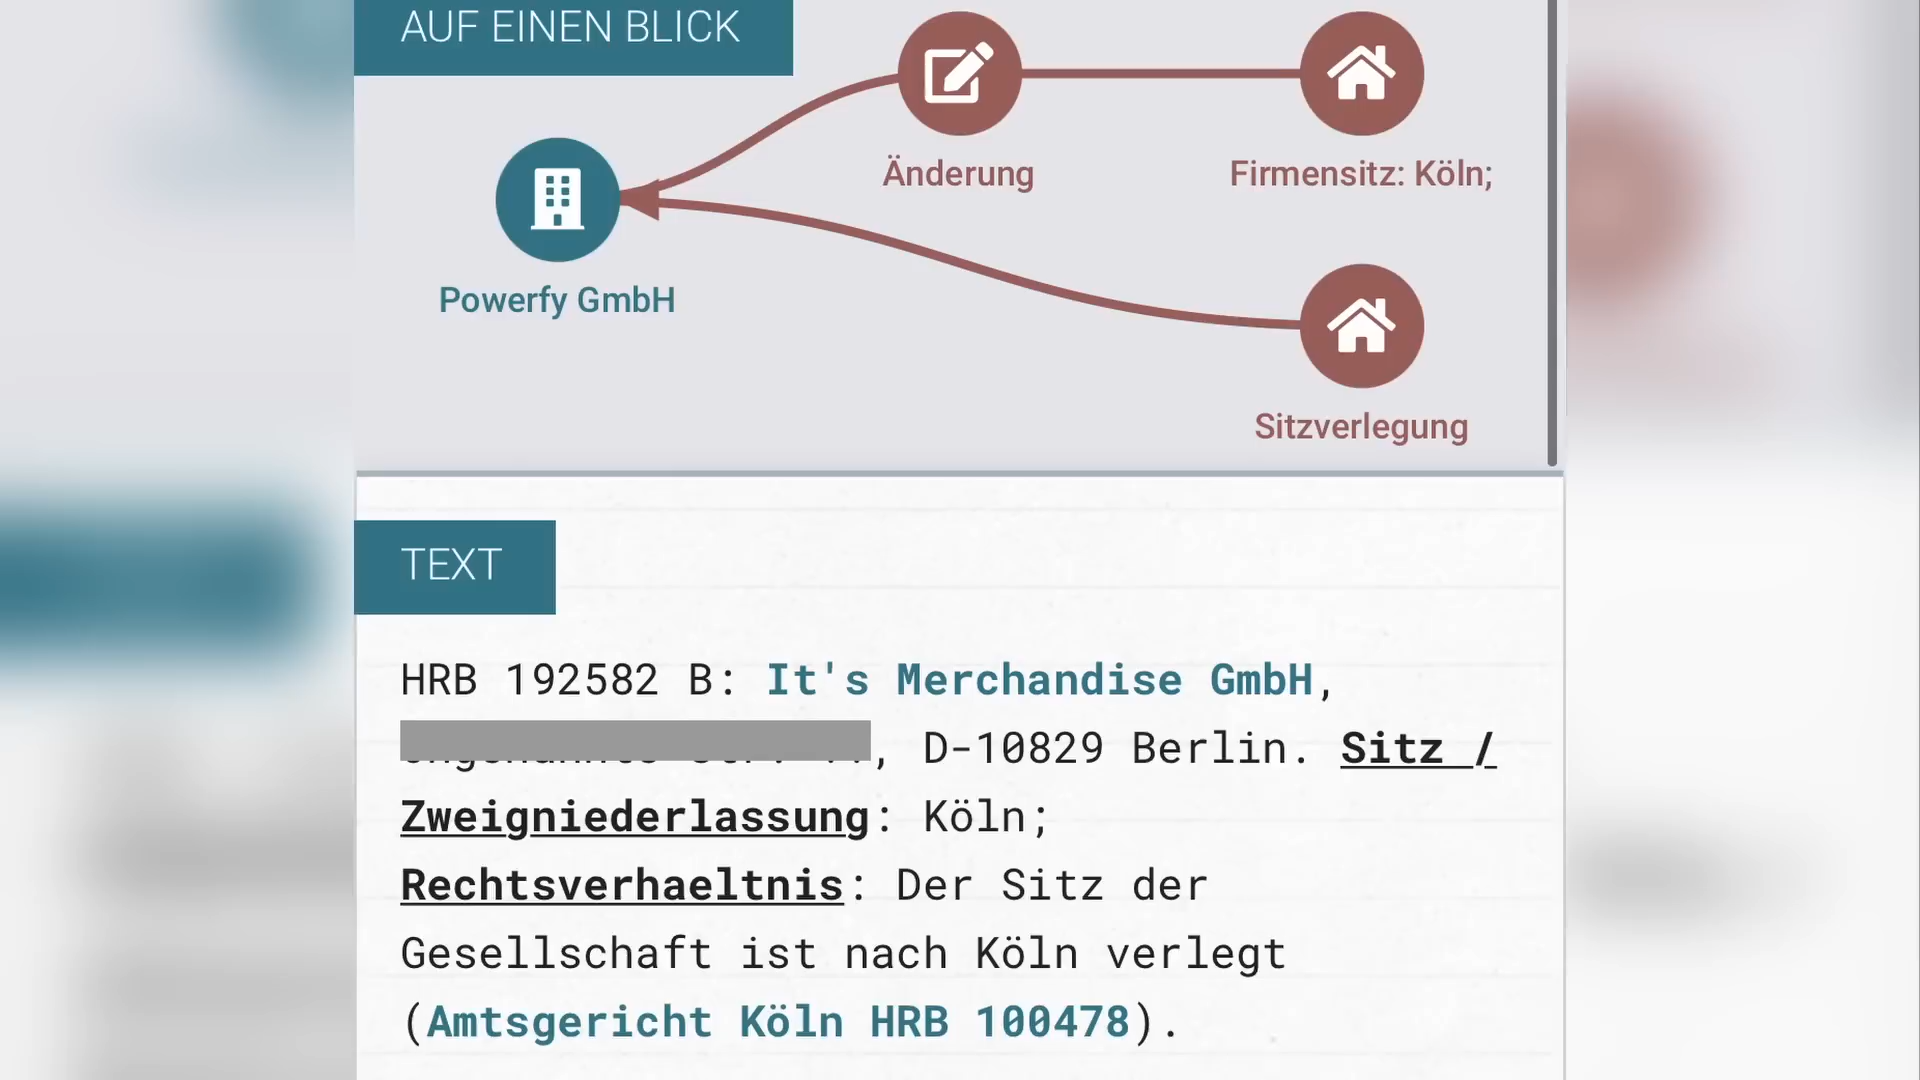 AUF EINEN BLICK
Änderung
Firmensitz: Köln;
Powerfy GmbH
Sitzverlegung
TEXT
HRB 192582 B: It's Merchandise GmbH,
, D-10829 Berlin. Sitz /
Zweigniederlassung: Köln;
Rechtsverhaeltnis: Der Sitz der
Gesellschaft ist nach Köln verlegt
(Amtsgericht Köln HRB 100478).